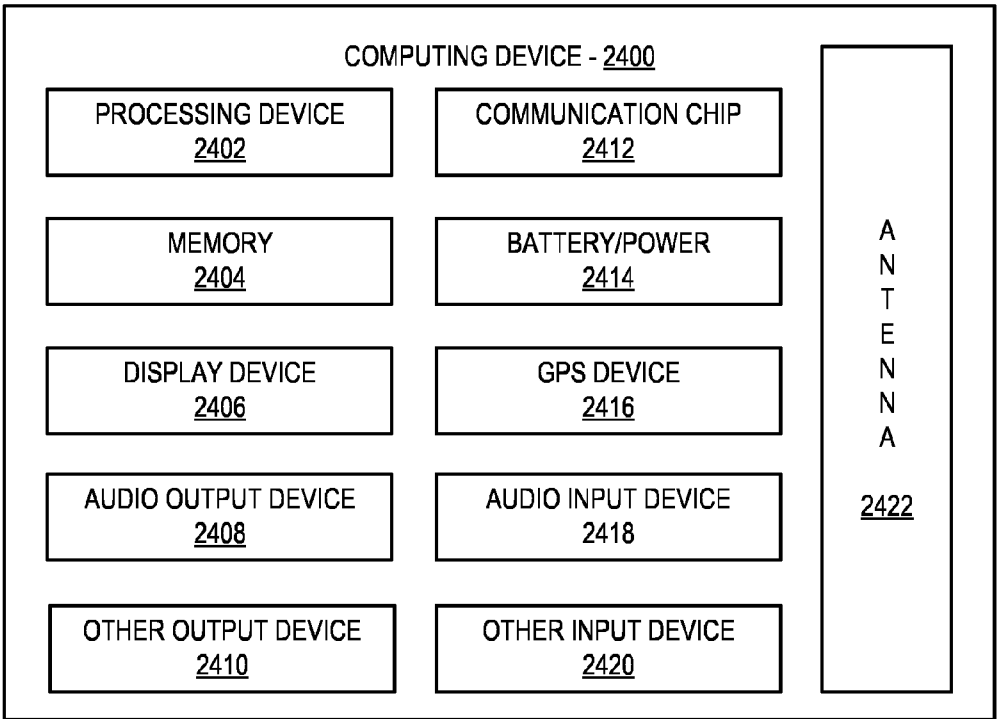 COMPUTING DEVICE - 2400
PROCESSING DEVICE
2402
COMMUNICATION CHIP
2412
MEMORY
2404
BATTERY/POWER
2414
DISPLAY DEVICE
2406
GPS DEVICE
2416
AUDIO OUTPUT DEVICE
2408
AUDIO INPUT DEVICE
2418
OTHER OUTPUT DEVICE
2410
OTHER INPUT DEVICE
2420
ANTENNA
2422